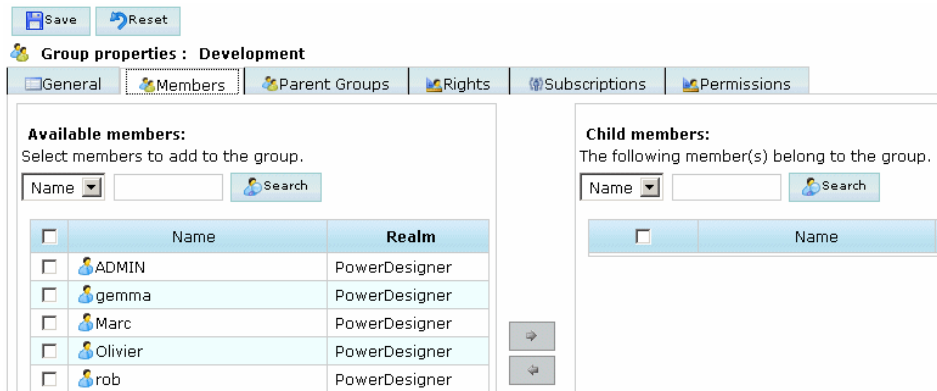 Save Reset
Group properties : Development
General Members Parent Groups Rights Subscriptions Permissions
Available members:
Select members to add to the group.
Name Search
Name Realm
ADMIN PowerDesigner
gemma PowerDesigner
Marc PowerDesigner
Olivier PowerDesigner
rob PowerDesigner
Child members:
The following member(s) belong to the group.
Name Search
Name